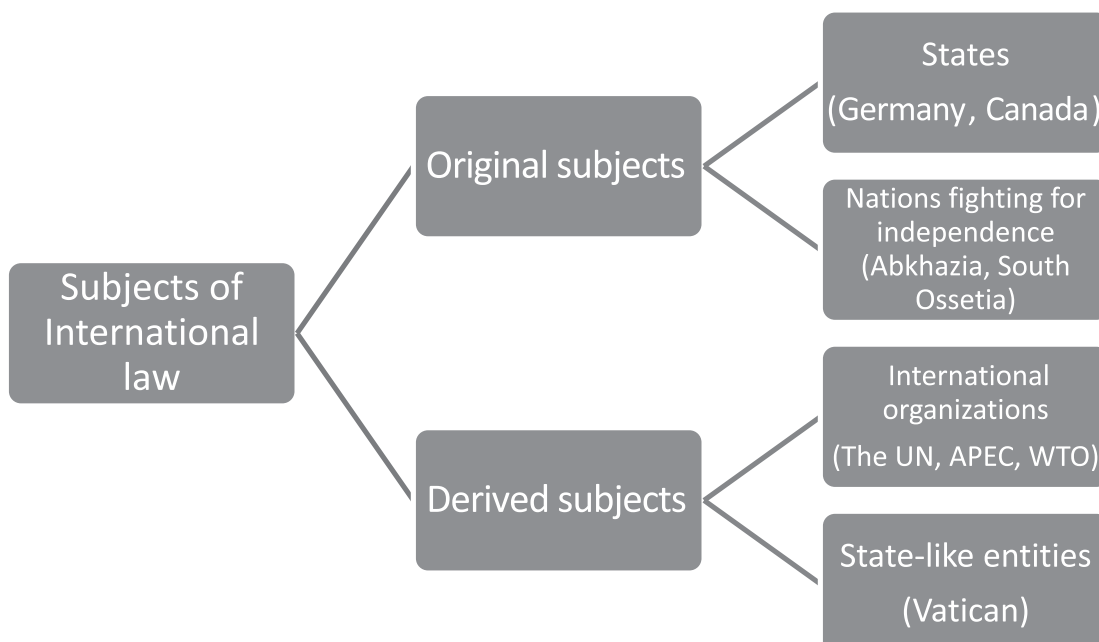 Subjects of
International
law
Original subjects
States
(Germany, Canada)
Nations fighting for
independence
(Abkhazia, South
Ossetia)
Derived subjects
International
organizations
(The UN, APEC, WTO)
State-like entities
(Vatican)